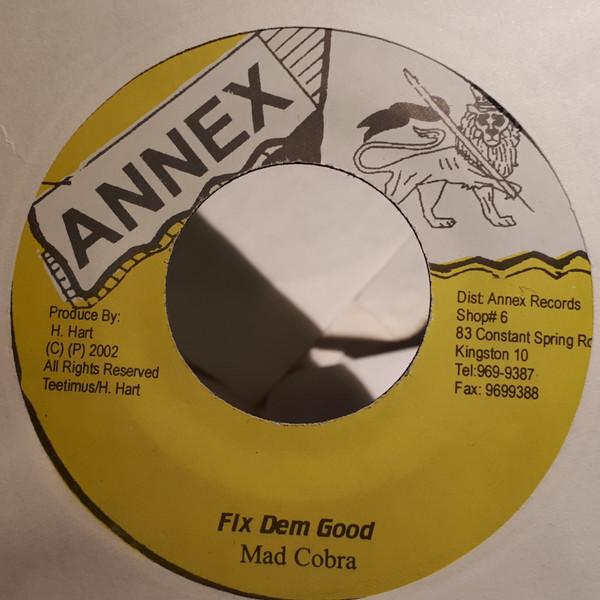 ANNEX
Produce By:
H. Hart
(C) (P) 2002
All Rights Reserved
Teetimus/H. Hart
Dist: Annex Records
Shop# 6
83 Constant Spring
Kingston 10
Tel:969-9387
Fax: 9699388
Fix Dem Good
Mad Cobra